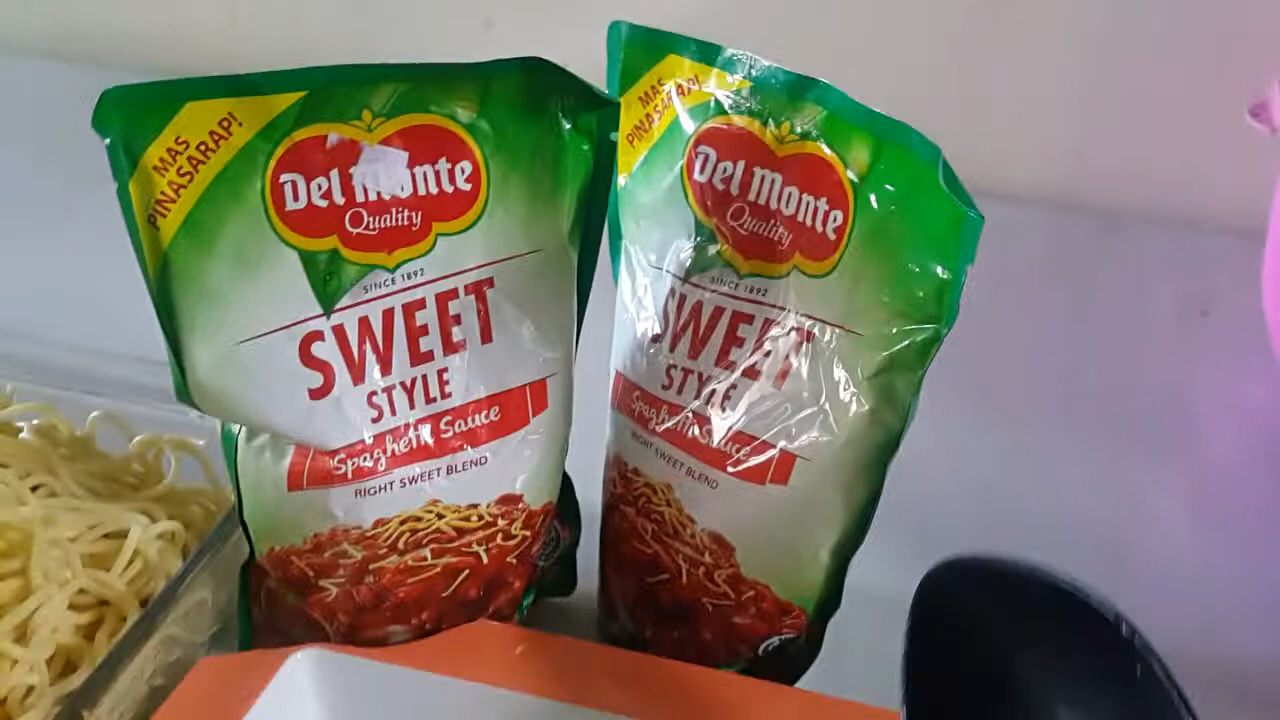 MAS
PINASARAP!
Del Monte
Quality
SINCE 1892
SWEET
STYLE
Spaghetti Sauce
RIGHT SWEET BLEND
MAS
PINASARAP!
Del Monte
Quality
SINCE 1892
SWEET
STYLE
Spaghetti Sauce
RIGHT SWEET BLEND